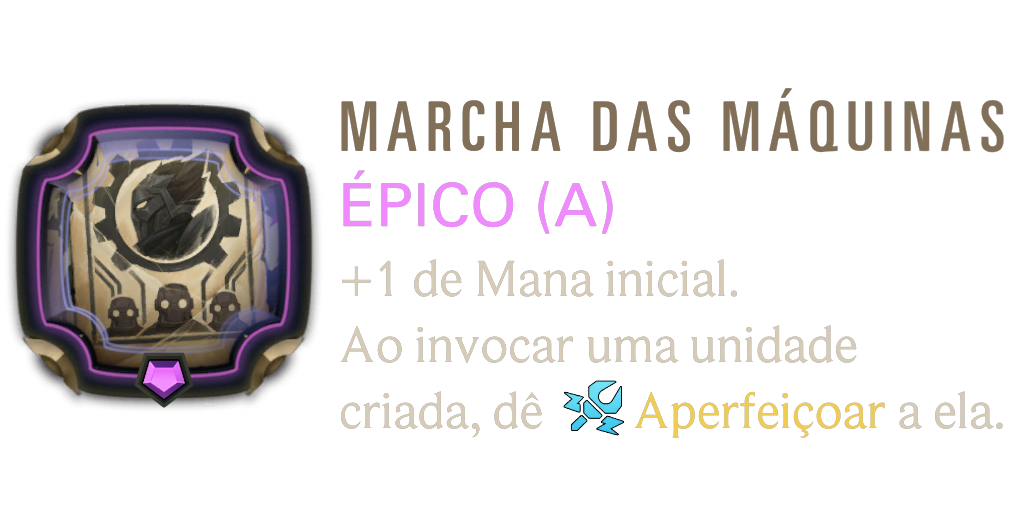 MARCHA DAS MÁQUINAS
ÉPICO (A)
+1 de Mana inicial.
Ao invocar uma unidade
criada, dê Aperfeiçoar a ela.